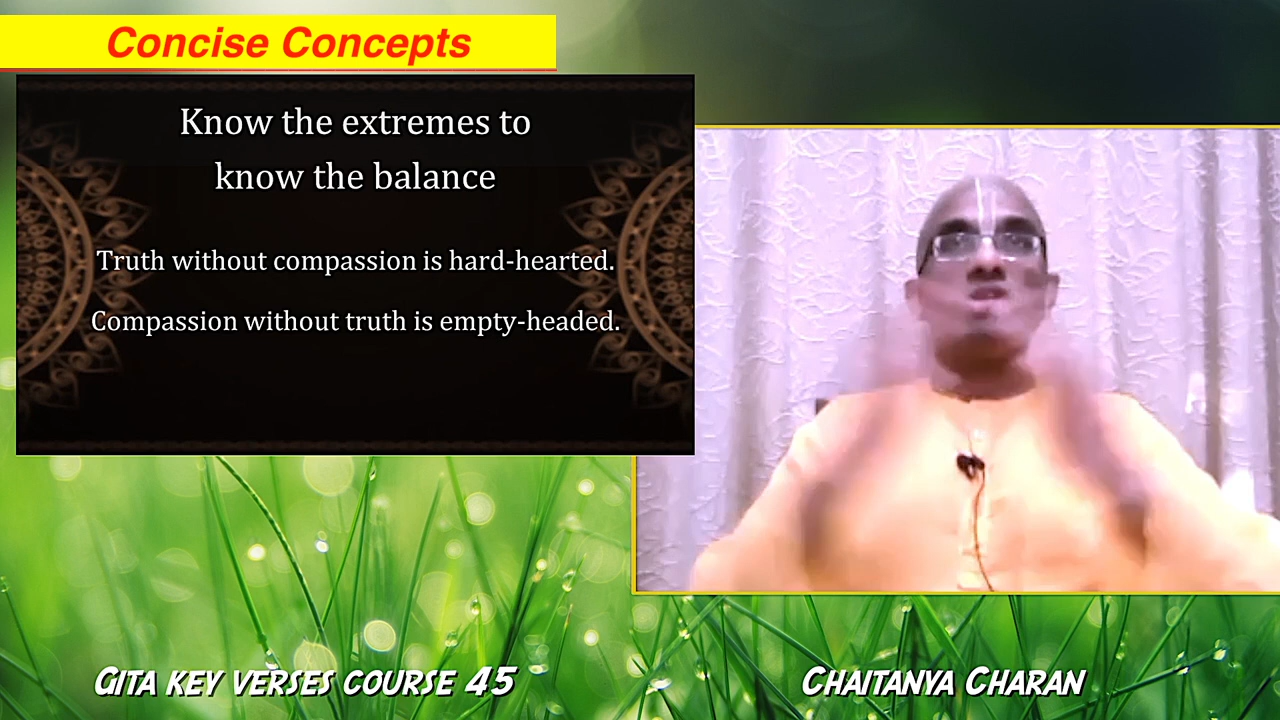 Concise Concepts
Know the extremes to
know the balance
Truth without compassion is hard-hearted.
Compassion without truth is empty-headed.
Gita key verses course 45
Chaitanya Charan